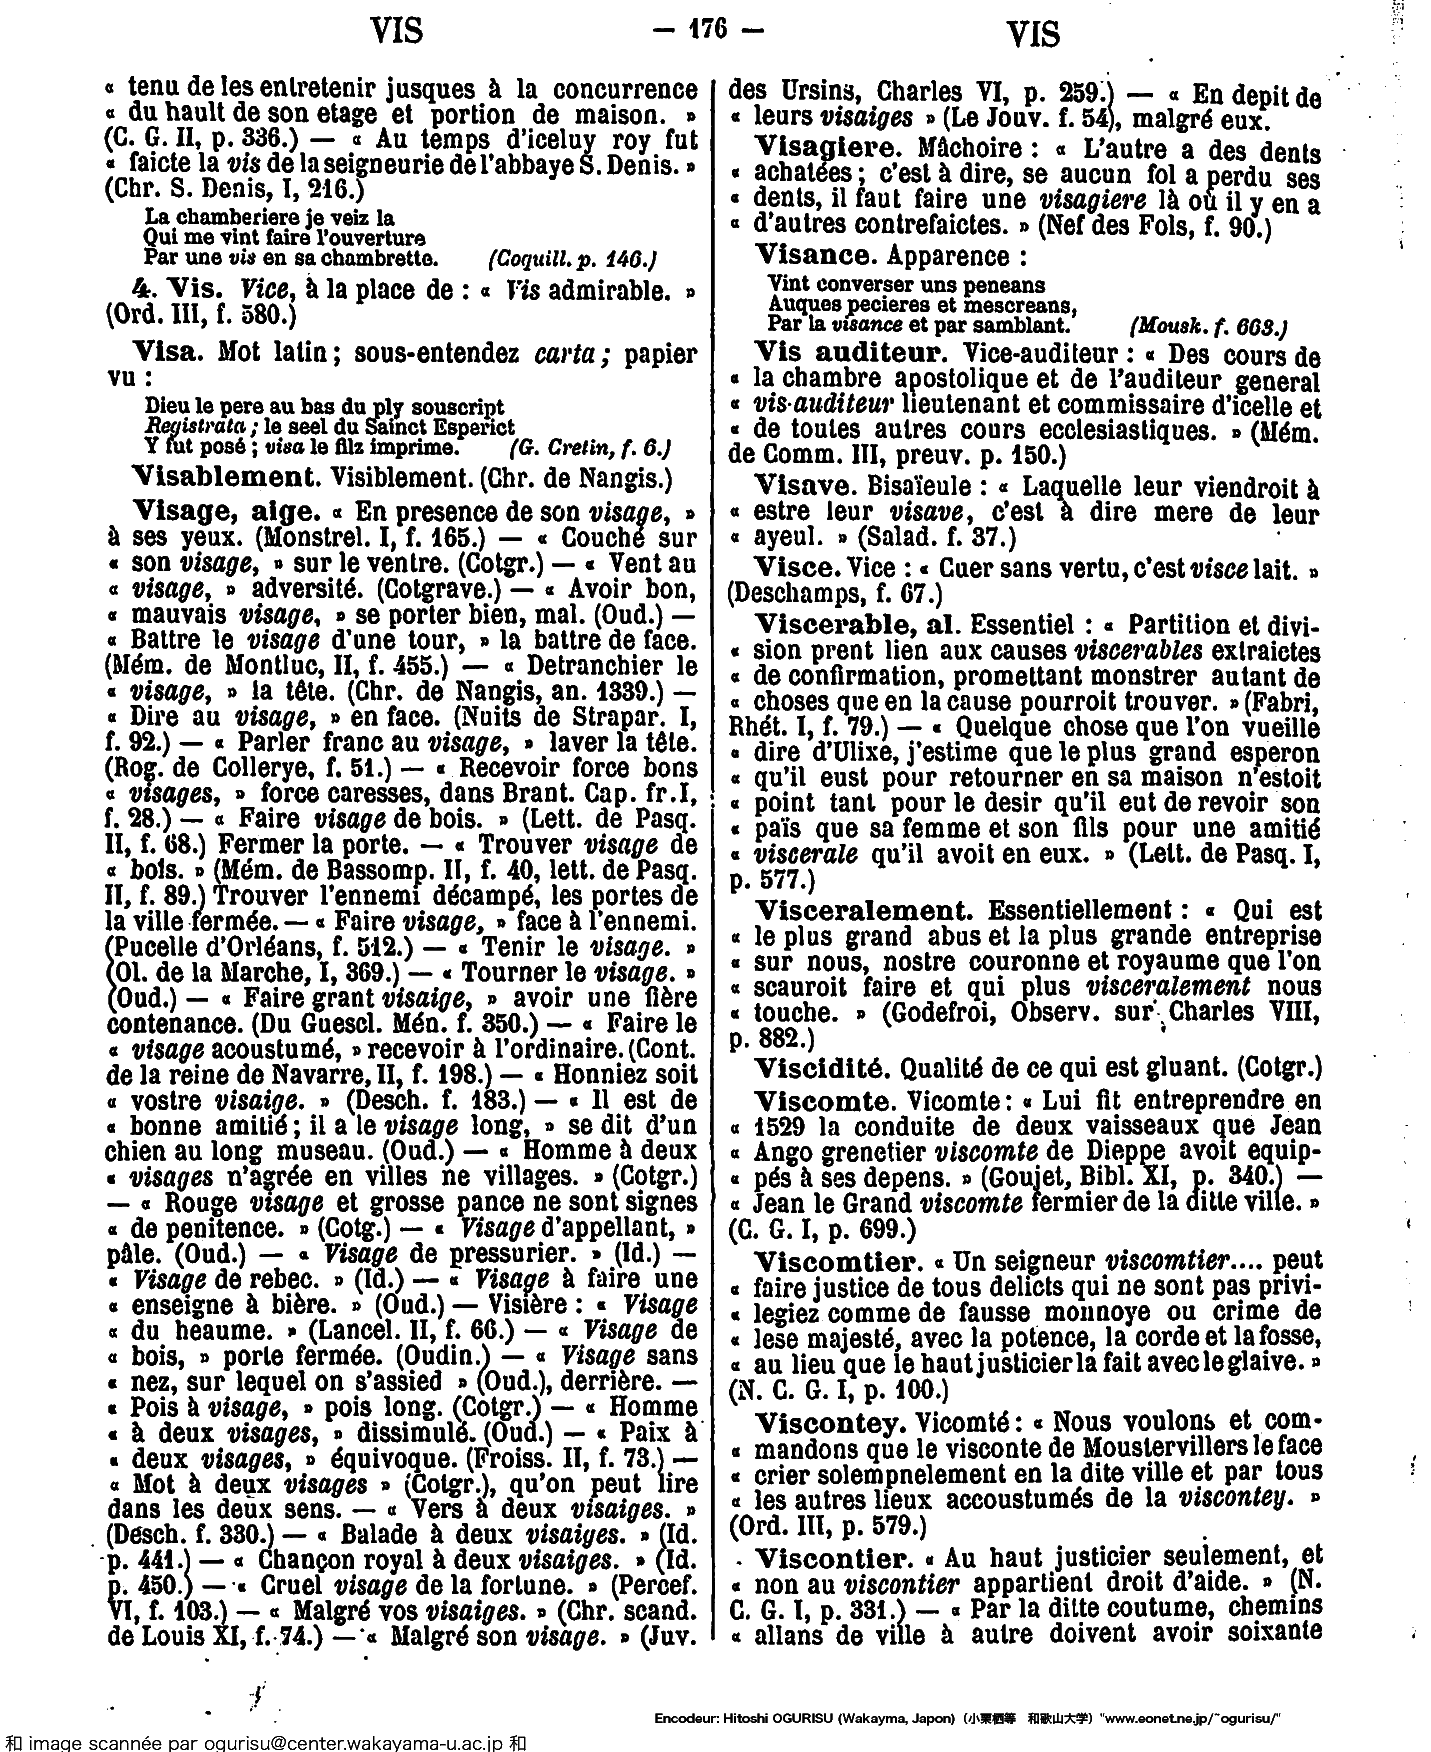 VIS
— 176 —
VIS
« tenu de les entretenir jusques à la concurrence
« du hault de son etage et portion de maison. »
(C. G. II, p. 336.) — « Au temps d'iceluy roy fut
« faicte la vis de la seigneurie de l'abbaye S. Denis. »
(Chr. S. Denis, I, 216.)
La chamberiere je veiz la
Qui me vint faire l'ouverture
Par une vis en sa chambrette. (Coquill. p. 146.)
4. Vis. Vice, à la place de : « Vis admirable. »
(Ord. III, f. 580.)
Visa. Mot latin ; sous-entendez carta ; papier
vu :
Dieu le pere au bas du ply souscript
Registrata ; le seel du Sainct Esperict
Y fut posé ; visa le filz imprime. (G. Cretin, f. 6.)
Visablement. Visiblement. (Chr. de Nangis.)
Visage, aige. « En presence de son visage, »
à ses yeux. (Monstrel. I, f. 165.) — « Couché sur
« son visage, » sur le ventre. (Cotgr.) — « Vent au
« visage, » adversité. (Cotgrave.) — « Avoir bon,
« mauvais visage, » se porter bien, mal. (Oud.) —
« Battre le visage d'une tour, » la battre de face.
(Mém. de Montluc, II, f. 455.) — « Detranchier le
« visage, » la tête. (Chr. de Nangis, an. 1339.) —
« Dire au visage, » en face. (Nuits de Strapar. I,
f. 92.) — « Parler franc au visage, » laver la tête.
(Rog. de Collerye, f. 51.) — « Recevoir force bons
« visages, » force caresses, dans Brant. Cap. fr. I,
f. 28.) — « Faire visage de bois. » (Lett. de Pasq.
II, f. 68.) Fermer la porte. — « Trouver visage de
« bois. » (Mém. de Bassomp. II, f. 40, lett. de Pasq.
II, f. 89.) Trouver l'ennemi décampé, les portes de
la ville fermée. — « Faire visage, » face à l'ennemi.
(Pucelle d'Orléans, f. 512.) — « Tenir le visage. »
(Ol. de la Marche, I, 369.) — « Tourner le visage. »
(Oud.) — « Faire grant visaige, » avoir une fière
contenance. (Du Guescl. Mén. f. 350.) — « Faire le
« visage acoustumé, » recevoir à l'ordinaire. (Cont.
de la reine de Navarre, II, f. 198.) — « Honniez soit
« vostre visaige. » (Desch. f. 183.) — « Il est de
« bonne amitié ; il a le visage long, » se dit d'un
chien au long museau. (Oud.) — « Homme à deux
« visages n'agrée en villes ne villages. » (Cotgr.)
— « Rouge visage et grosse pance ne sont signes
« de penitence. » (Cotg.) — « Visage d'appellant, »
pâle. (Oud.) — « Visage de pressurier. » (Id.) —
« Visage de rebec. » (Id.) — « Visage à faire une
« enseigne à bière. » (Oud.) — Visière : « Visage
« du heaume. » (Lancel. II, f. 66.) — « Visage de
« bois, » porte fermée. (Oudin.) — « Visage sans
« nez, sur lequel on s'assied » (Oud.), derrière. —
« Pois à visage, » pois long. (Cotgr.) — « Homme
« à deux visages, » dissimulé. (Oud.) — « Paix à
« deux visages, » équivoque. (Froiss. II, f. 73.) —
« Mot à deux visages » (Cotgr.), qu'on peut lire
dans les deux sens. — « Vers à deux visaiges. »
(Desch. f. 330.) — « Balade à deux visaiges. » (Id.
p. 441.) — « Chançon royal à deux visaiges. » (Id.
p. 450.) — « Cruel visage de la fortune. » (Percef.
VI, f. 103.) — « Malgré vos visaiges. » (Chr. scand.
de Louis XI, f. 74.) — « Malgré son visage. » (Juv.
des Ursins, Charles VI, p. 259.) — « En depit de
« leurs visaiges » (Le Jouv. f. 54), malgré eux.
Visagiere. Mâchoire : « L'autre a des dents
« achatées ; c'est à dire, se aucun fol a perdu ses
« dents, il faut faire une visagiere là où il y en a
« d'autres contrefaictes. » (Nef des Fols, f. 90.)
Visance. Apparence :
Vint converser uns peneans
Auques pecieres et mescreans,
Par la visance et par samblant. (Mousk. f. 663.)
Vis auditeur. Vice-auditeur : « Des cours de
« la chambre apostolique et de l'auditeur general
« vis-auditeur lieutenant et commissaire d'icelle et
« de toutes autres cours ecclesiastiques. » (Mém.
de Comm. III, preuv. p. 150.)
Visave. Bisaïeule : « Laquelle leur viendroit à
« estre leur visave, c'est à dire mere de leur
« ayeul. » (Salad. f. 37.)
Visce. Vice : « Cuer sans vertu, c'est visce lait. »
(Deschamps, f. 67.)
Viscerable, al. Essentiel : « Partition et divi-
« sion prent lien aux causes viscerables extraictes
« de confirmation, promettant monstrer autant de
« choses que en la cause pourroit trouver. » (Fabri,
Rhét. I, f. 79.) — « Quelque chose que l'on vueille
« dire d'Ulixe, j'estime que le plus grand esperon
« qu'il eust pour retourner en sa maison n'estoit
« point tant pour le desir qu'il eut de revoir son
« païs que sa femme et son fils pour une amitié
« viscerale qu'il avoit en eux. » (Lett. de Pasq. I,
p. 577.)
Visceralement. Essentiellement : « Qui est
« le plus grand abus et la plus grande entreprise
« sur nous, nostre couronne et royaume que l'on
« scauroit faire et qui plus visceralement nous
« touche. » (Godefroi, Observ. sur Charles VIII,
p. 882.)
Viscidité. Qualité de ce qui est gluant. (Cotgr.)
Viscomte. Vicomte : « Lui fit entreprendre en
« 1529 la conduite de deux vaisseaux que Jean
« Ango grenetier viscomte de Dieppe avoit equip-
« pés à ses depens. » (Goujet, Bibl. XI, p. 340.) —
« Jean le Grand viscomte fermier de la ditte ville. »
(C. G. I, p. 699.)
Viscomtier. « Un seigneur viscomtier.... peut
« faire justice de tous delicts qui ne sont pas privi-
« legiez comme de fausse monnoye ou crime de
« lese majesté, avec la potence, la corde et la fosse,
« au lieu que le haut justicier la fait avec le glaive. »
(N. C. G. I, p. 100.)
Viscontey. Vicomté : « Nous voulons et com-
« mandons que le visconte de Moustervillers le face
« crier solempnelement en la dite ville et par tous
« les autres lieux accoustumés de la viscontey. »
(Ord. III, p. 579.)
Viscontier. « Au haut justicier seulement, et
« non au viscontier appartient droit d'aide. » (N.
C. G. I, p. 331.) — « Par la ditte coutume, chemins
« allans de ville à autre doivent avoir soixante
Encodeur: Hitoshi OGURISU (Wakayma, Japon) (小栗栖等 和歌山大学) "www.eonet.ne.jp/~ogurisu/"
和 image scannée par ogurisu@center.wakayama-u.ac.jp 和